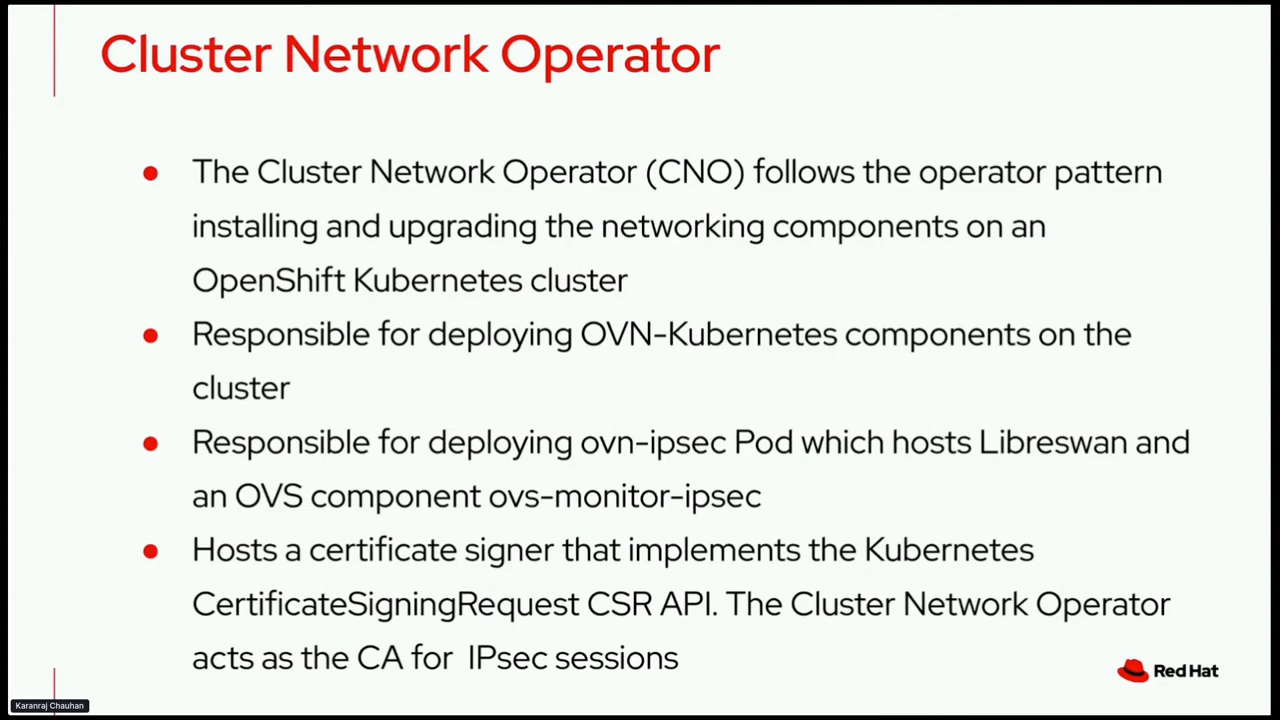 Cluster Network Operator
● The Cluster Network Operator (CNO) follows the operator pattern
installing and upgrading the networking components on an
OpenShift Kubernetes cluster
● Responsible for deploying OVN-Kubernetes components on the
cluster
● Responsible for deploying ovn-ipsec Pod which hosts Libreswan and
an OVS component ovs-monitor-ipsec
● Hosts a certificate signer that implements the Kubernetes
CertificateSigningRequest CSR API. The Cluster Network Operator
acts as the CA for IPsec sessions
Red Hat
Karanraj Chauhan